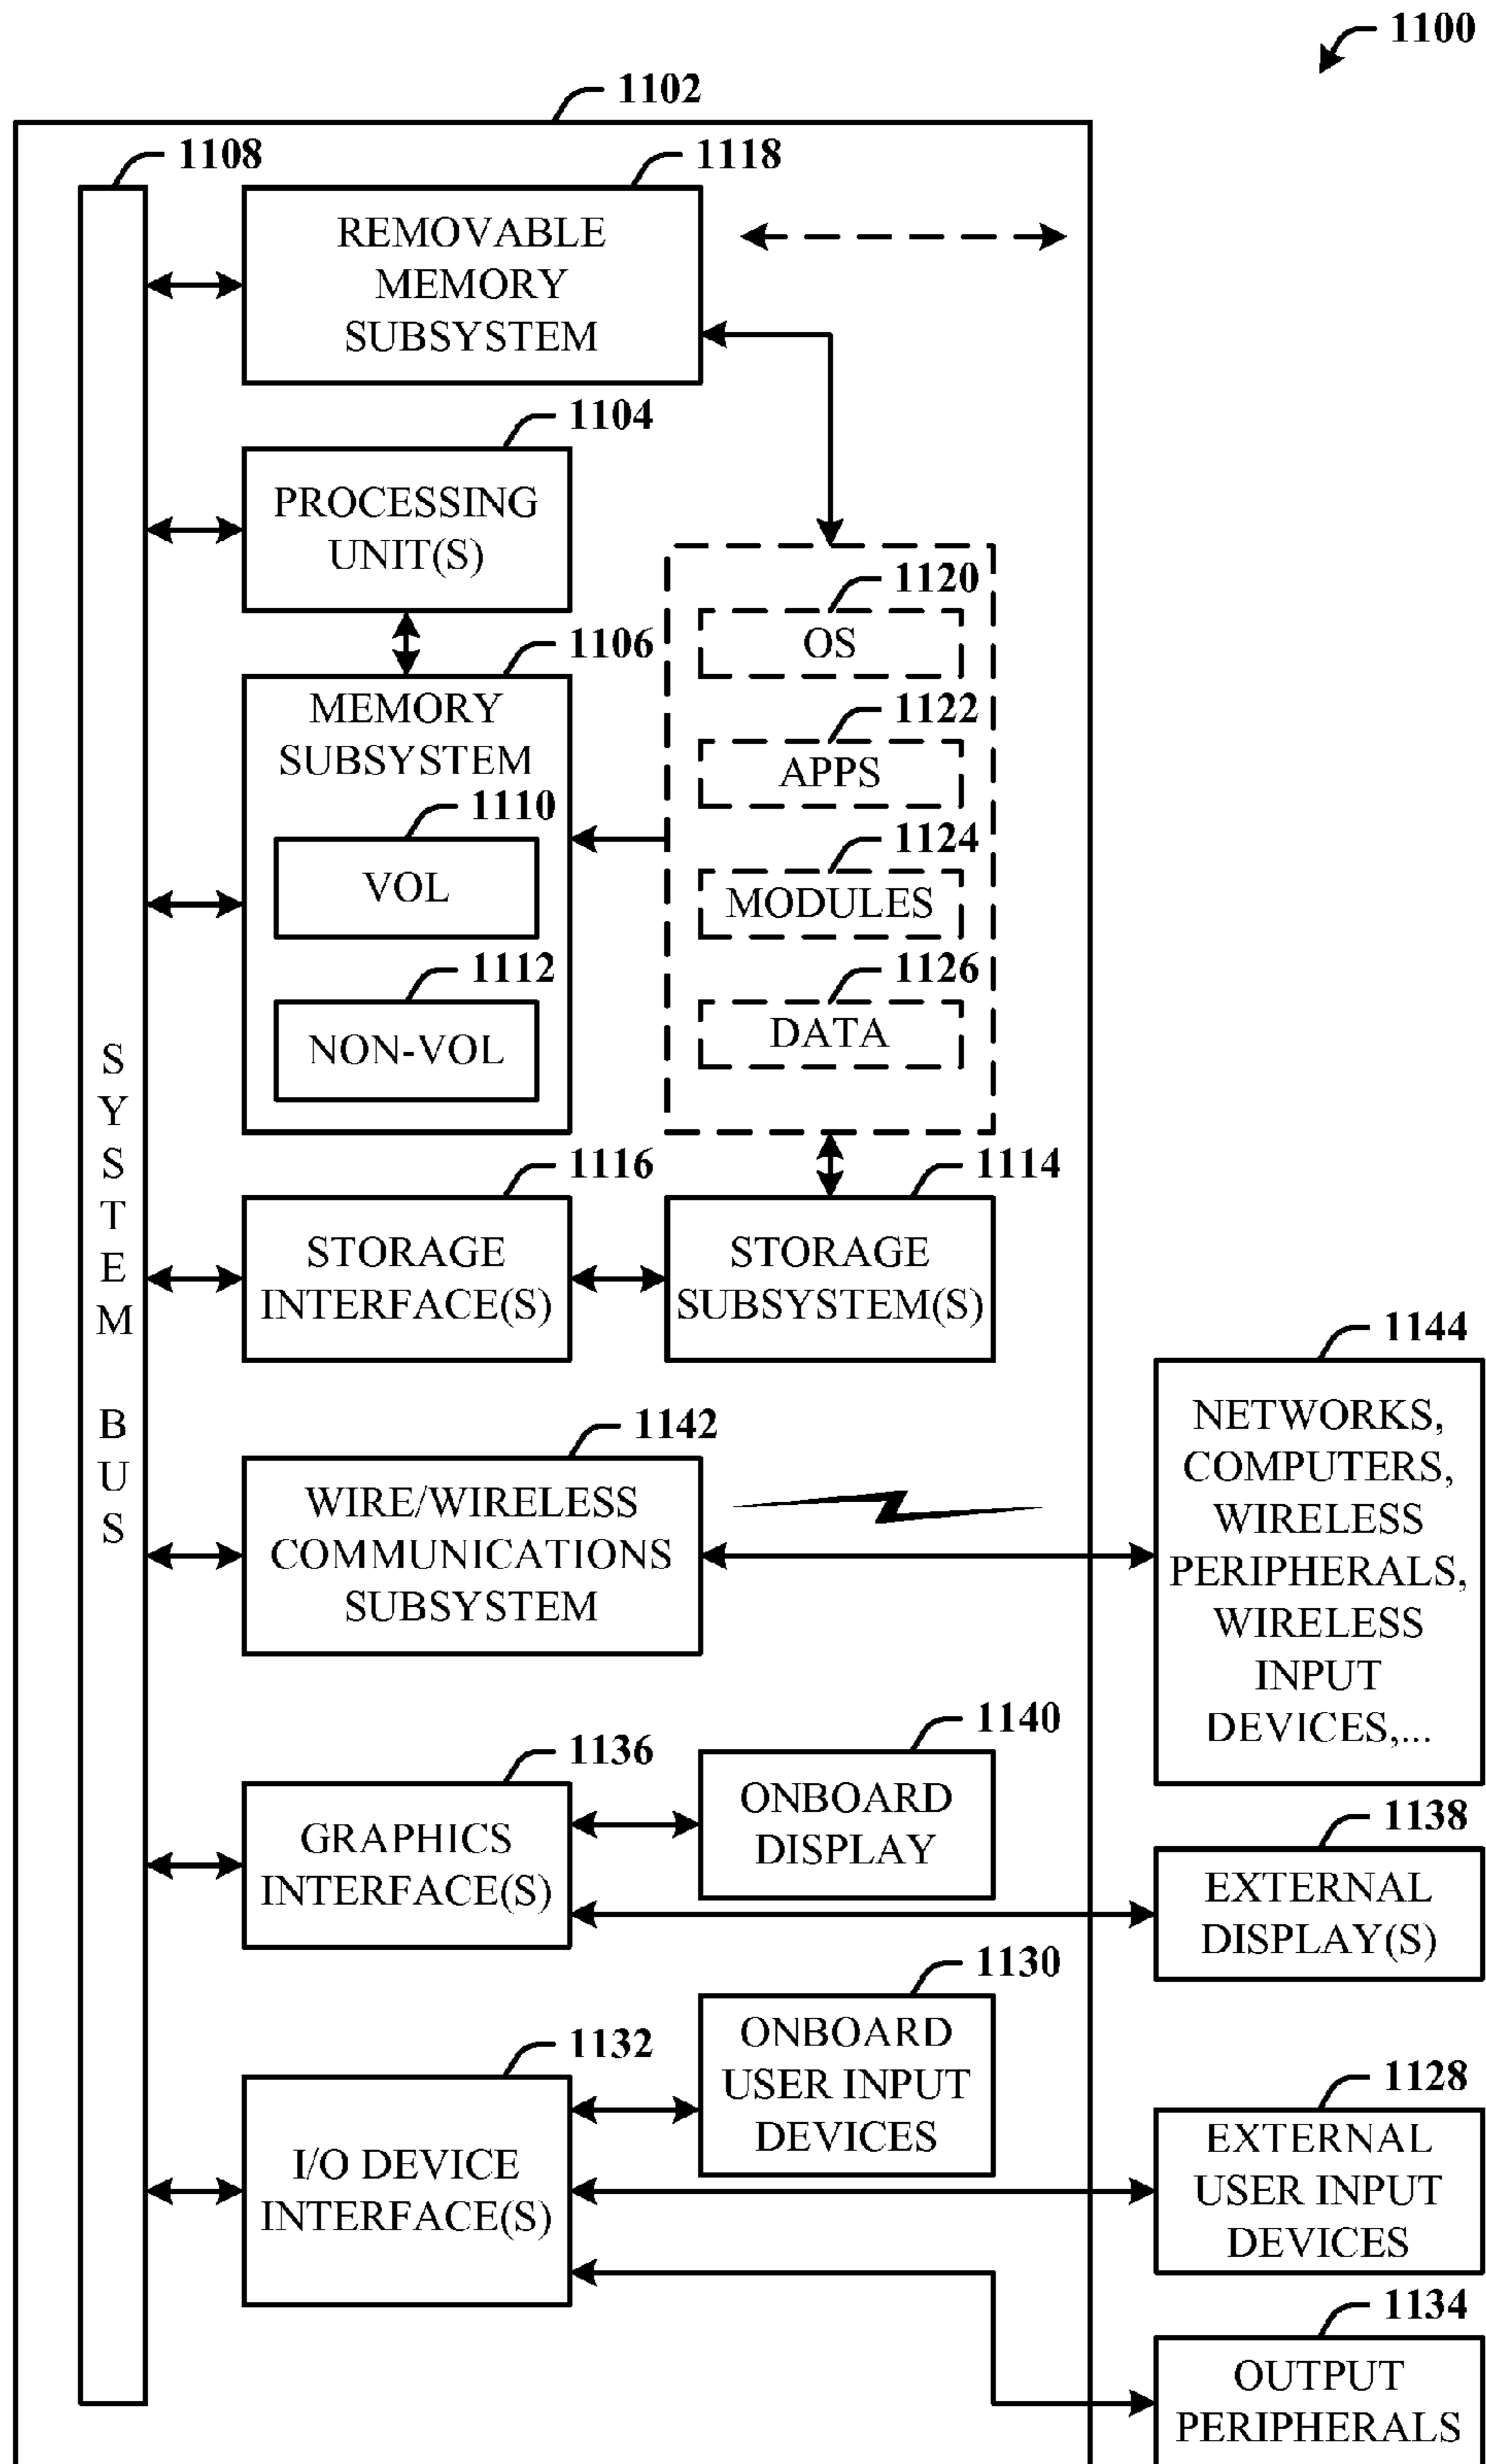 1100
1102
1108
1118
REMOVABLE
MEMORY
SUBSYSTEM
1104
PROCESSING
UNIT(S)
1106
MEMORY
SUBSYSTEM
1110
VOL
1112
NON-VOL
1120
OS
1122
APPS
1124
MODULES
1126
DATA
SYSTEM BUS
1116
STORAGE
INTERFACE(S)
1114
STORAGE
SUBSYSTEM(S)
1142
WIRE/WIRELESS
COMMUNICATIONS
SUBSYSTEM
1144
NETWORKS,
COMPUTERS,
WIRELESS
PERIPHERALS,
WIRELESS
INPUT
DEVICES,...
1136
GRAPHICS
INTERFACE(S)
1140
ONBOARD
DISPLAY
1138
EXTERNAL
DISPLAY(S)
1132
I/O DEVICE
INTERFACE(S)
1130
ONBOARD
USER INPUT
DEVICES
1128
EXTERNAL
USER INPUT
DEVICES
1134
OUTPUT
PERIPHERALS